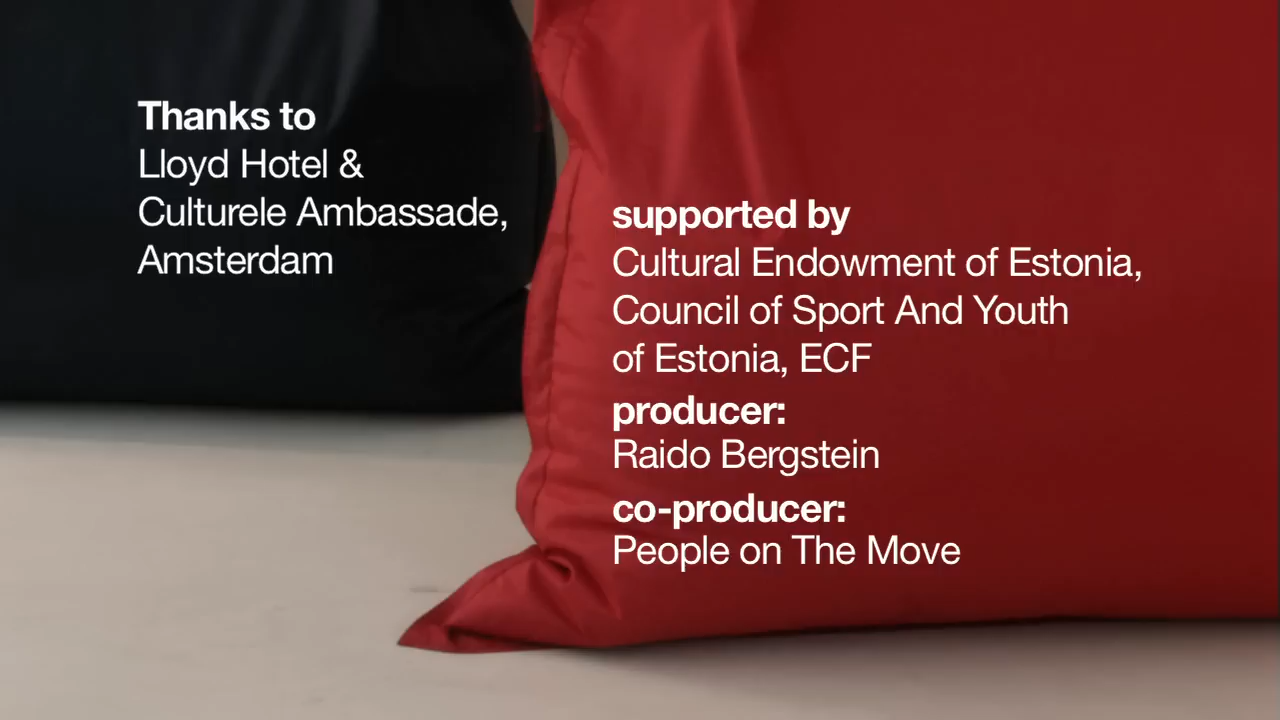 Thanks to
Lloyd Hotel &
Culturele Ambassade,
Amsterdam
supported by
Cultural Endowment of Estonia,
Council of Sport And Youth
of Estonia, ECF
producer:
Raido Bergstein
co-producer:
People on The Move